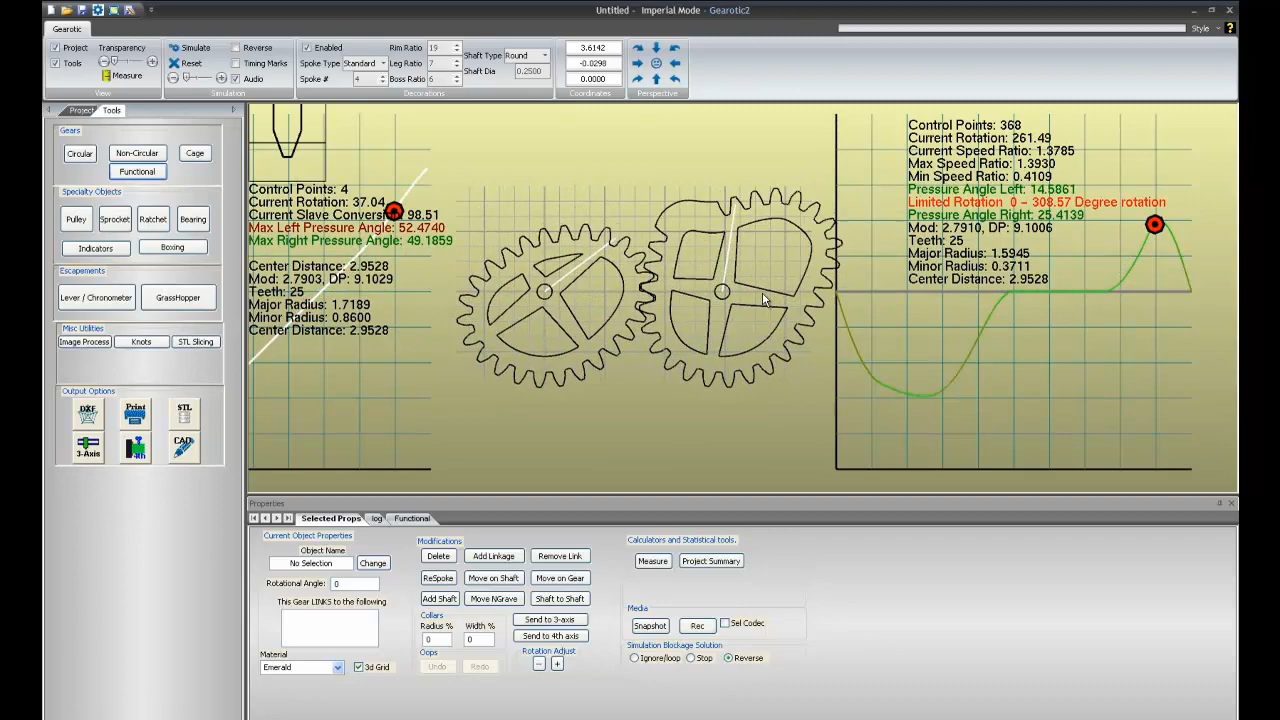 Untitled - Imperial Mode - Gearotic2
Gearotic
Style
Project
Transparency
Tools
Measure
View
Simulate
Reverse
Reset
Timing Marks
Audio
Simulation
Enabled
Rim Ratio 19
Spoke Type Standard
Leg Ratio 7
Spoke # 4
Boss Ratio 6
Shaft Type Round
Shaft Dia 0.2500
Decorations
3.6142
-0.0298
0.0000
Coordinates
Perspective
Project
Tools
Gears
Circular
Non-Circular
Cage
Functional
Specialty Objects
Pulley
Sprocket
Ratchet
Bearing
Indicators
Boxing
Escapements
Lever / Chronometer
GrassHopper
Misc Utilities
Image Process
Knots
STL Slicing
Output Options
DXF
Print
STL
3-Axis
4th
CAD
Control Points: 4
Current Rotation: 37.04
Current Slave Conversi 98.51
Max Left Pressure Angle: 52.4740
Max Right Pressure Angle: 49.1859
Center Distance: 2.9528
Mod: 2.7903, DP: 9.1029
Teeth: 25
Major Radius: 1.7189
Minor Radius: 0.8600
Center Distance: 2.9528
Control Points: 368
Current Rotation: 261.49
Current Speed Ratio: 1.3785
Max Speed Ratio: 1.3930
Min Speed Ratio: 0.4109
Pressure Angle Left: 14.5861
Limited Rotation 0 - 308.57 Degree rotation
Pressure Angle Right: 25.4139
Mod: 2.7910, DP: 9.1006
Teeth: 25
Major Radius: 1.5945
Minor Radius: 0.3711
Center Distance: 2.9528
Properties
Selected Props
log
Functional
Current Object Properties
Object Name
No Selection
Change
Rotational Angle: 0
This Gear LINKS to the following
Material
Emerald
3d Grid
Modifications
Delete
Add Linkage
Remove Link
ReSpoke
Move on Shaft
Move on Gear
Add Shaft
Move NGrave
Shaft to Shaft
Collars
Radius %
Width %
0
0
Send to 3-axis
Send to 4th axis
Oops
Undo
Redo
Rotation Adjust
- +
Calculators and Statistical tools.
Measure
Project Summary
Media
Snapshot
Rec
Sel Codec
Simulation Blockage Solution
Ignore/loop
Stop
Reverse